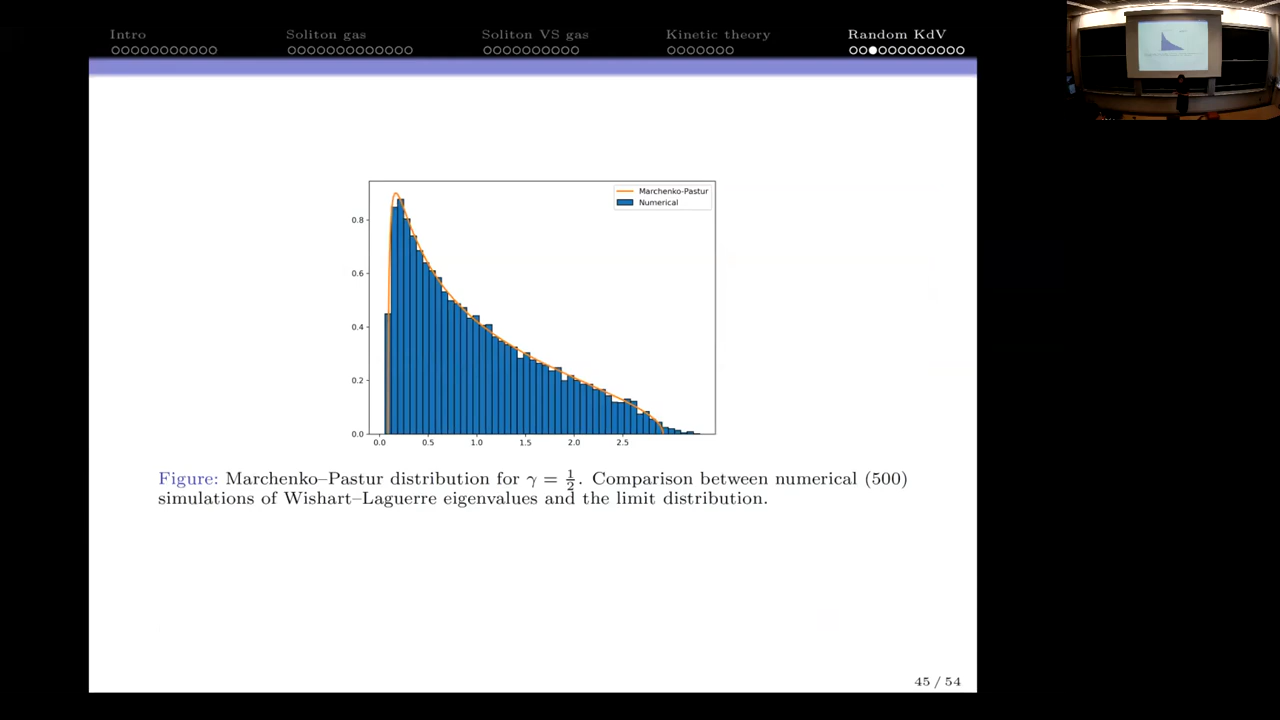 Intro
Soliton gas
Soliton VS gas
Kinetic theory
Random KdV
Marchenko-Pastur
Numerical
0.8
0.6
0.4
0.2
0.0
0.0 0.5 1.0 1.5 2.0 2.5
Figure: Marchenko–Pastur distribution for γ = 1/2. Comparison between numerical (500)
simulations of Wishart–Laguerre eigenvalues and the limit distribution.
45 / 54